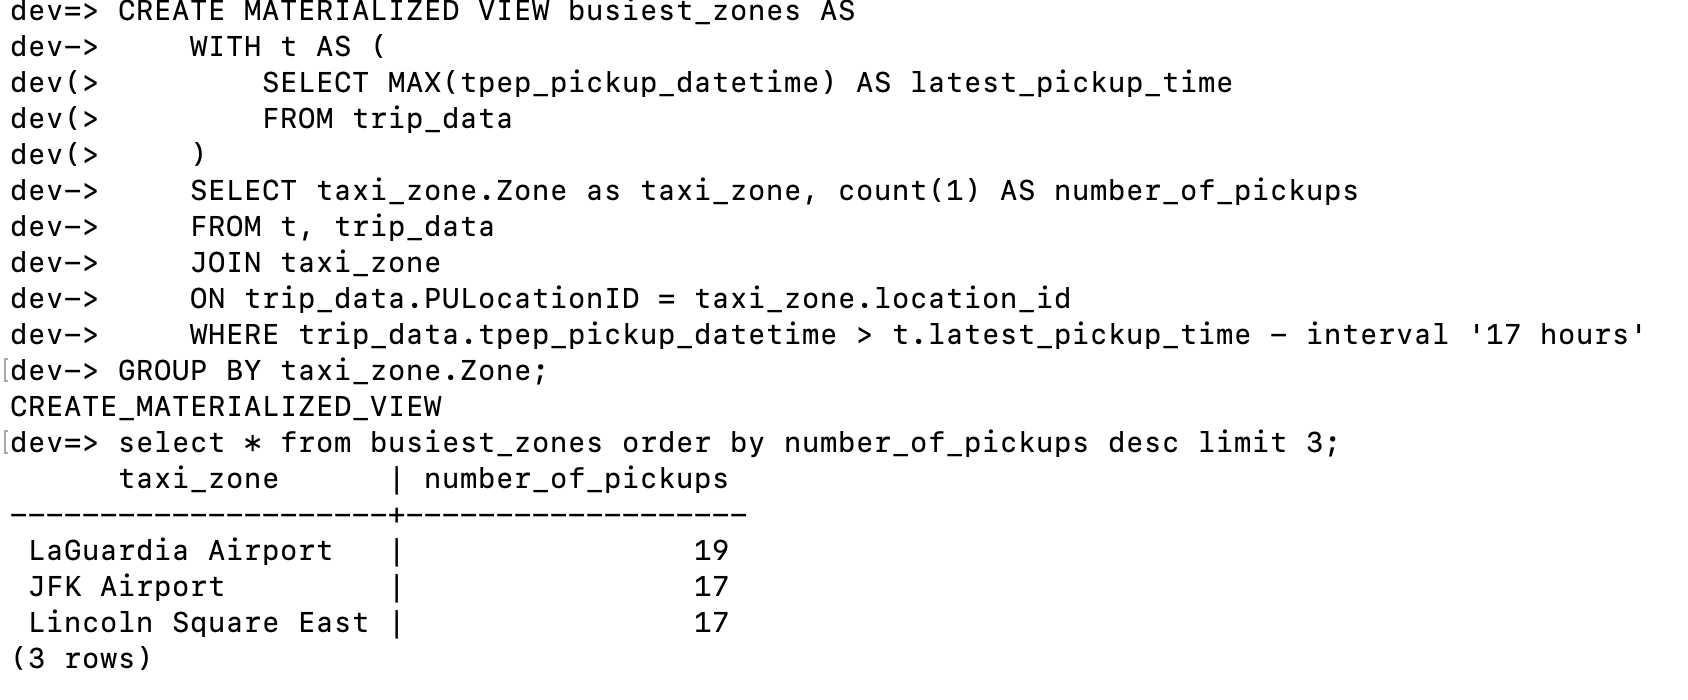 dev=> CREATE MATERIALIZED VIEW busiest_zones AS
dev->     WITH t AS (
dev(>         SELECT MAX(tpep_pickup_datetime) AS latest_pickup_time
dev(>         FROM trip_data
dev(>     )
dev->     SELECT taxi_zone.Zone as taxi_zone, count(1) AS number_of_pickups
dev->     FROM t, trip_data
dev->     JOIN taxi_zone
dev->     ON trip_data.PULocationID = taxi_zone.location_id
dev->     WHERE trip_data.tpep_pickup_datetime > t.latest_pickup_time - interval '17 hours'
[dev-> GROUP BY taxi_zone.Zone;
CREATE_MATERIALIZED_VIEW
[dev=> select * from busiest_zones order by number_of_pickups desc limit 3;
      taxi_zone      | number_of_pickups
---------------------+-------------------
 LaGuardia Airport   |                19
 JFK Airport         |                17
 Lincoln Square East |                17
(3 rows)